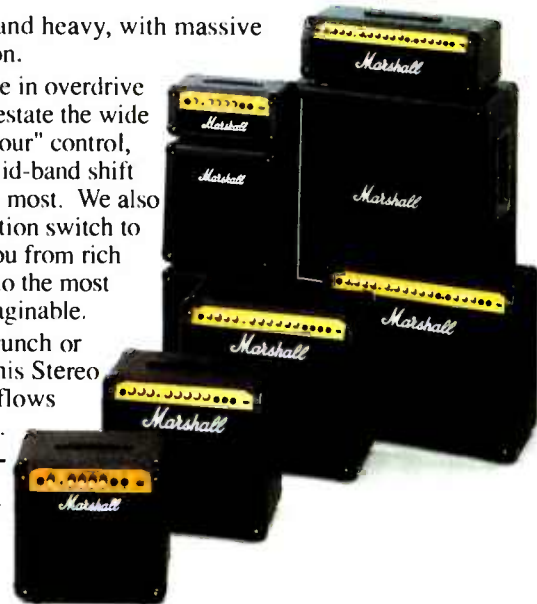 and heavy, with massive
on.
e in overdrive
estate the wide
our" control,
id-band shift
most. We also
tion switch to
ou from rich
o the most
aginable.
runch or
his Stereo
flows
Marshall
Marshall
Marshall
Marshall
Marshall
Marshall
Marshall
Marshall